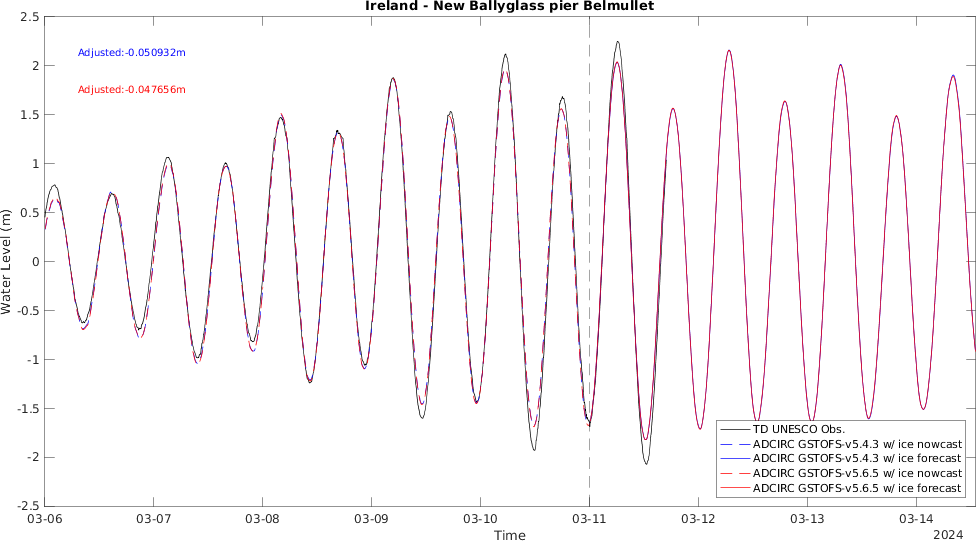 Ireland - New Ballyglass pier Belmullet
Adjusted:-0.050932m
Adjusted:-0.047656m
Water Level (m)
2.5
2
1.5
1
0.5
0
-0.5
-1
-1.5
-2
-2.5
TD UNESCO Obs.
ADCIRC GSTOFS-v5.4.3 w/ ice nowcast
ADCIRC GSTOFS-v5.4.3 w/ ice forecast
ADCIRC GSTOFS-v5.6.5 w/ ice nowcast
ADCIRC GSTOFS-v5.6.5 w/ ice forecast
03-06 03-07 03-08 03-09 03-10 03-11 03-12 03-13 03-14
Time
2024